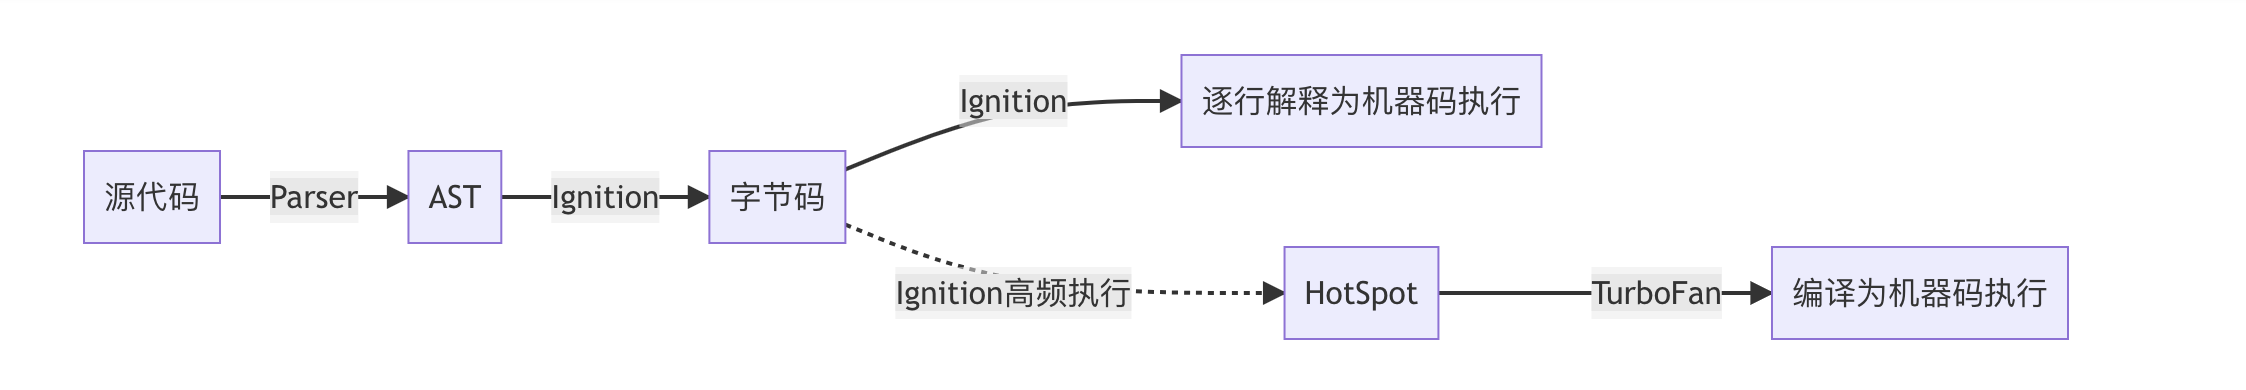 源代码
Parser
AST
Ignition
字节码
Ignition
逐行解释为机器码执行
Ignition高频执行
HotSpot
TurboFan
编译为机器码执行